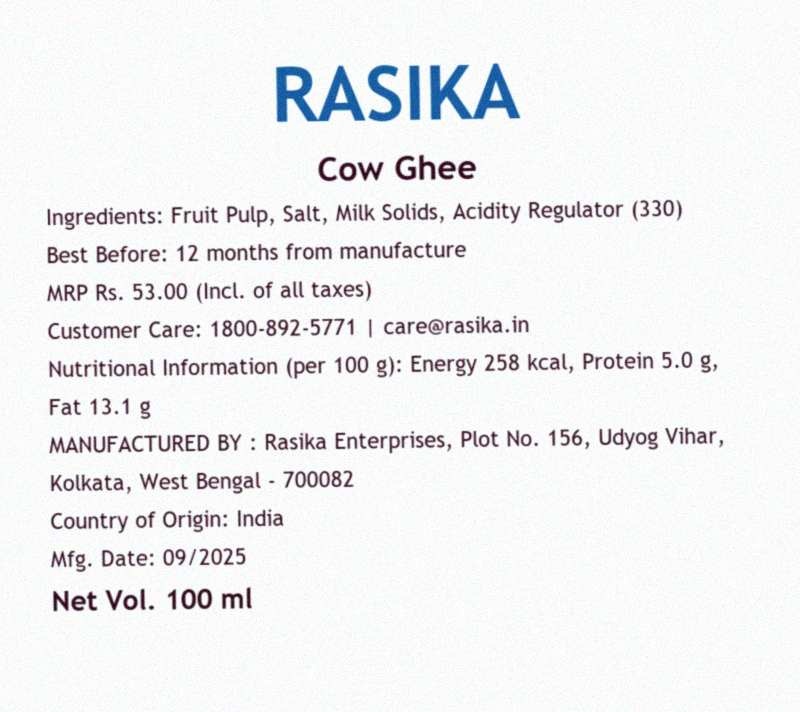 RASIKA
Cow Ghee
Ingredients: Fruit Pulp, Salt, Milk Solids, Acidity Regulator (330)
Best Before: 12 months from manufacture
MRP Rs. 53.00 (Incl. of all taxes)
Customer Care: 1800-892-5771 | care@rasika.in
Nutritional Information (per 100 g): Energy 258 kcal, Protein 5.0 g,
Fat 13.1 g
MANUFACTURED BY : Rasika Enterprises, Plot No. 156, Udyog Vihar,
Kolkata, West Bengal - 700082
Country of Origin: India
Mfg. Date: 09/2025
Net Vol. 100 ml